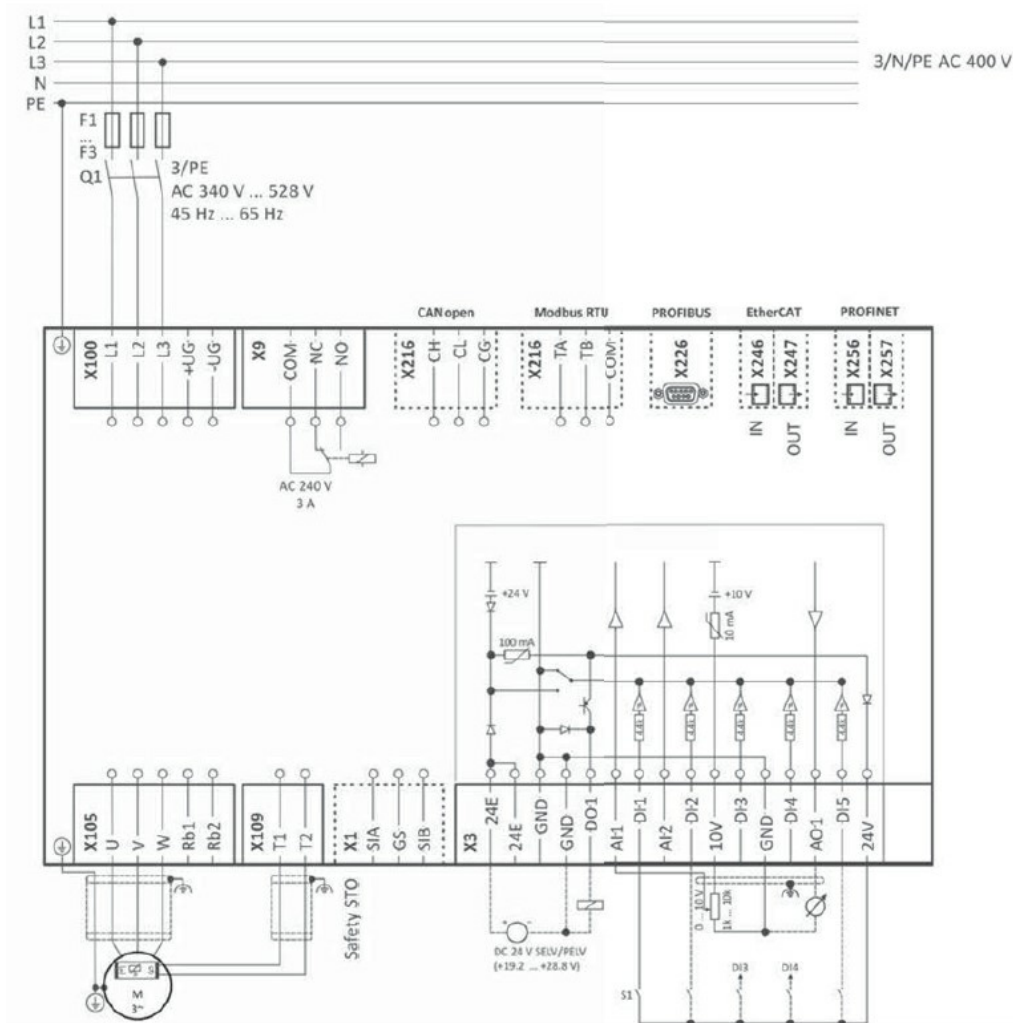 L1
L2
L3
N
PE
3/N/PE AC 400 V
F1
...
F3
Q1
3/PE
AC 340 V ... 528 V
45 Hz ... 65 Hz
CANopen
Modbus RTU
PROFIBUS
EtherCAT
PROFINET
X100
L1
L2
L3
+UG
-UG
X9
COM
NC
NO
X216
CH
CL
CG
X216
TA
TB
COM
X226
X246
X247
X256
X257
IN
OUT
IN
OUT
AC 240 V
3 A
+24 V
100 mA
+10 V
10 mA
X105
U
V
W
Rb1
Rb2
X109
T1
T2
X1
SIA
GS
SIB
X3
24E
24E
GND
GND
DO1
AI1
DI1
AI2
DI2
10V
DI3
GND
DI4
AO1
DI5
24V
Safety STO
0 ... 10 V
1k ... 10k
DC 24 V SELV/PELV
(+19.2 ... +28.8 V)
S1
DI3
DI4
M
3~